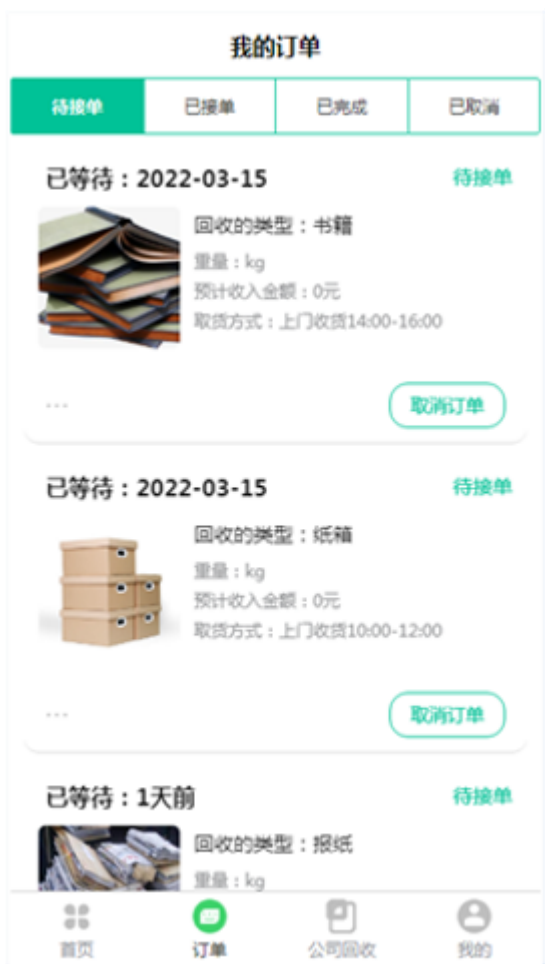 我的订单
待接单 已接单 已完成 已取消
已等待：2022-03-15 待接单
回收的类型：书籍
重量：kg
预计收入金额：0元
取货方式：上门收货14:00-16:00
... 取消订单
已等待：2022-03-15 待接单
回收的类型：纸箱
重量：kg
预计收入金额：0元
取货方式：上门收货10:00-12:00
... 取消订单
已等待：1天前 待接单
回收的类型：报纸
重量：kg
首页 订单 公司回收 我的